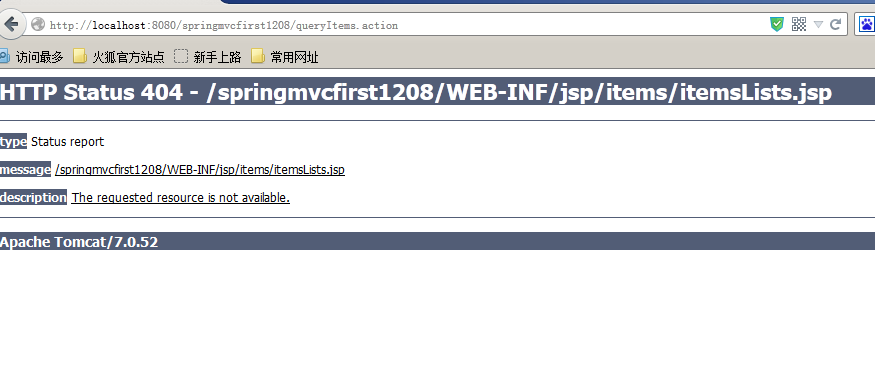 http://localhost:8080/springmvcfirst1208/queryItems.action
访问最多 火狐官方站点 新手上路 常用网址
HTTP Status 404 - /springmvcfirst1208/WEB-INF/jsp/items/itemsLists.jsp
type Status report
message /springmvcfirst1208/WEB-INF/jsp/items/itemsLists.jsp
description The requested resource is not available.
Apache Tomcat/7.0.52